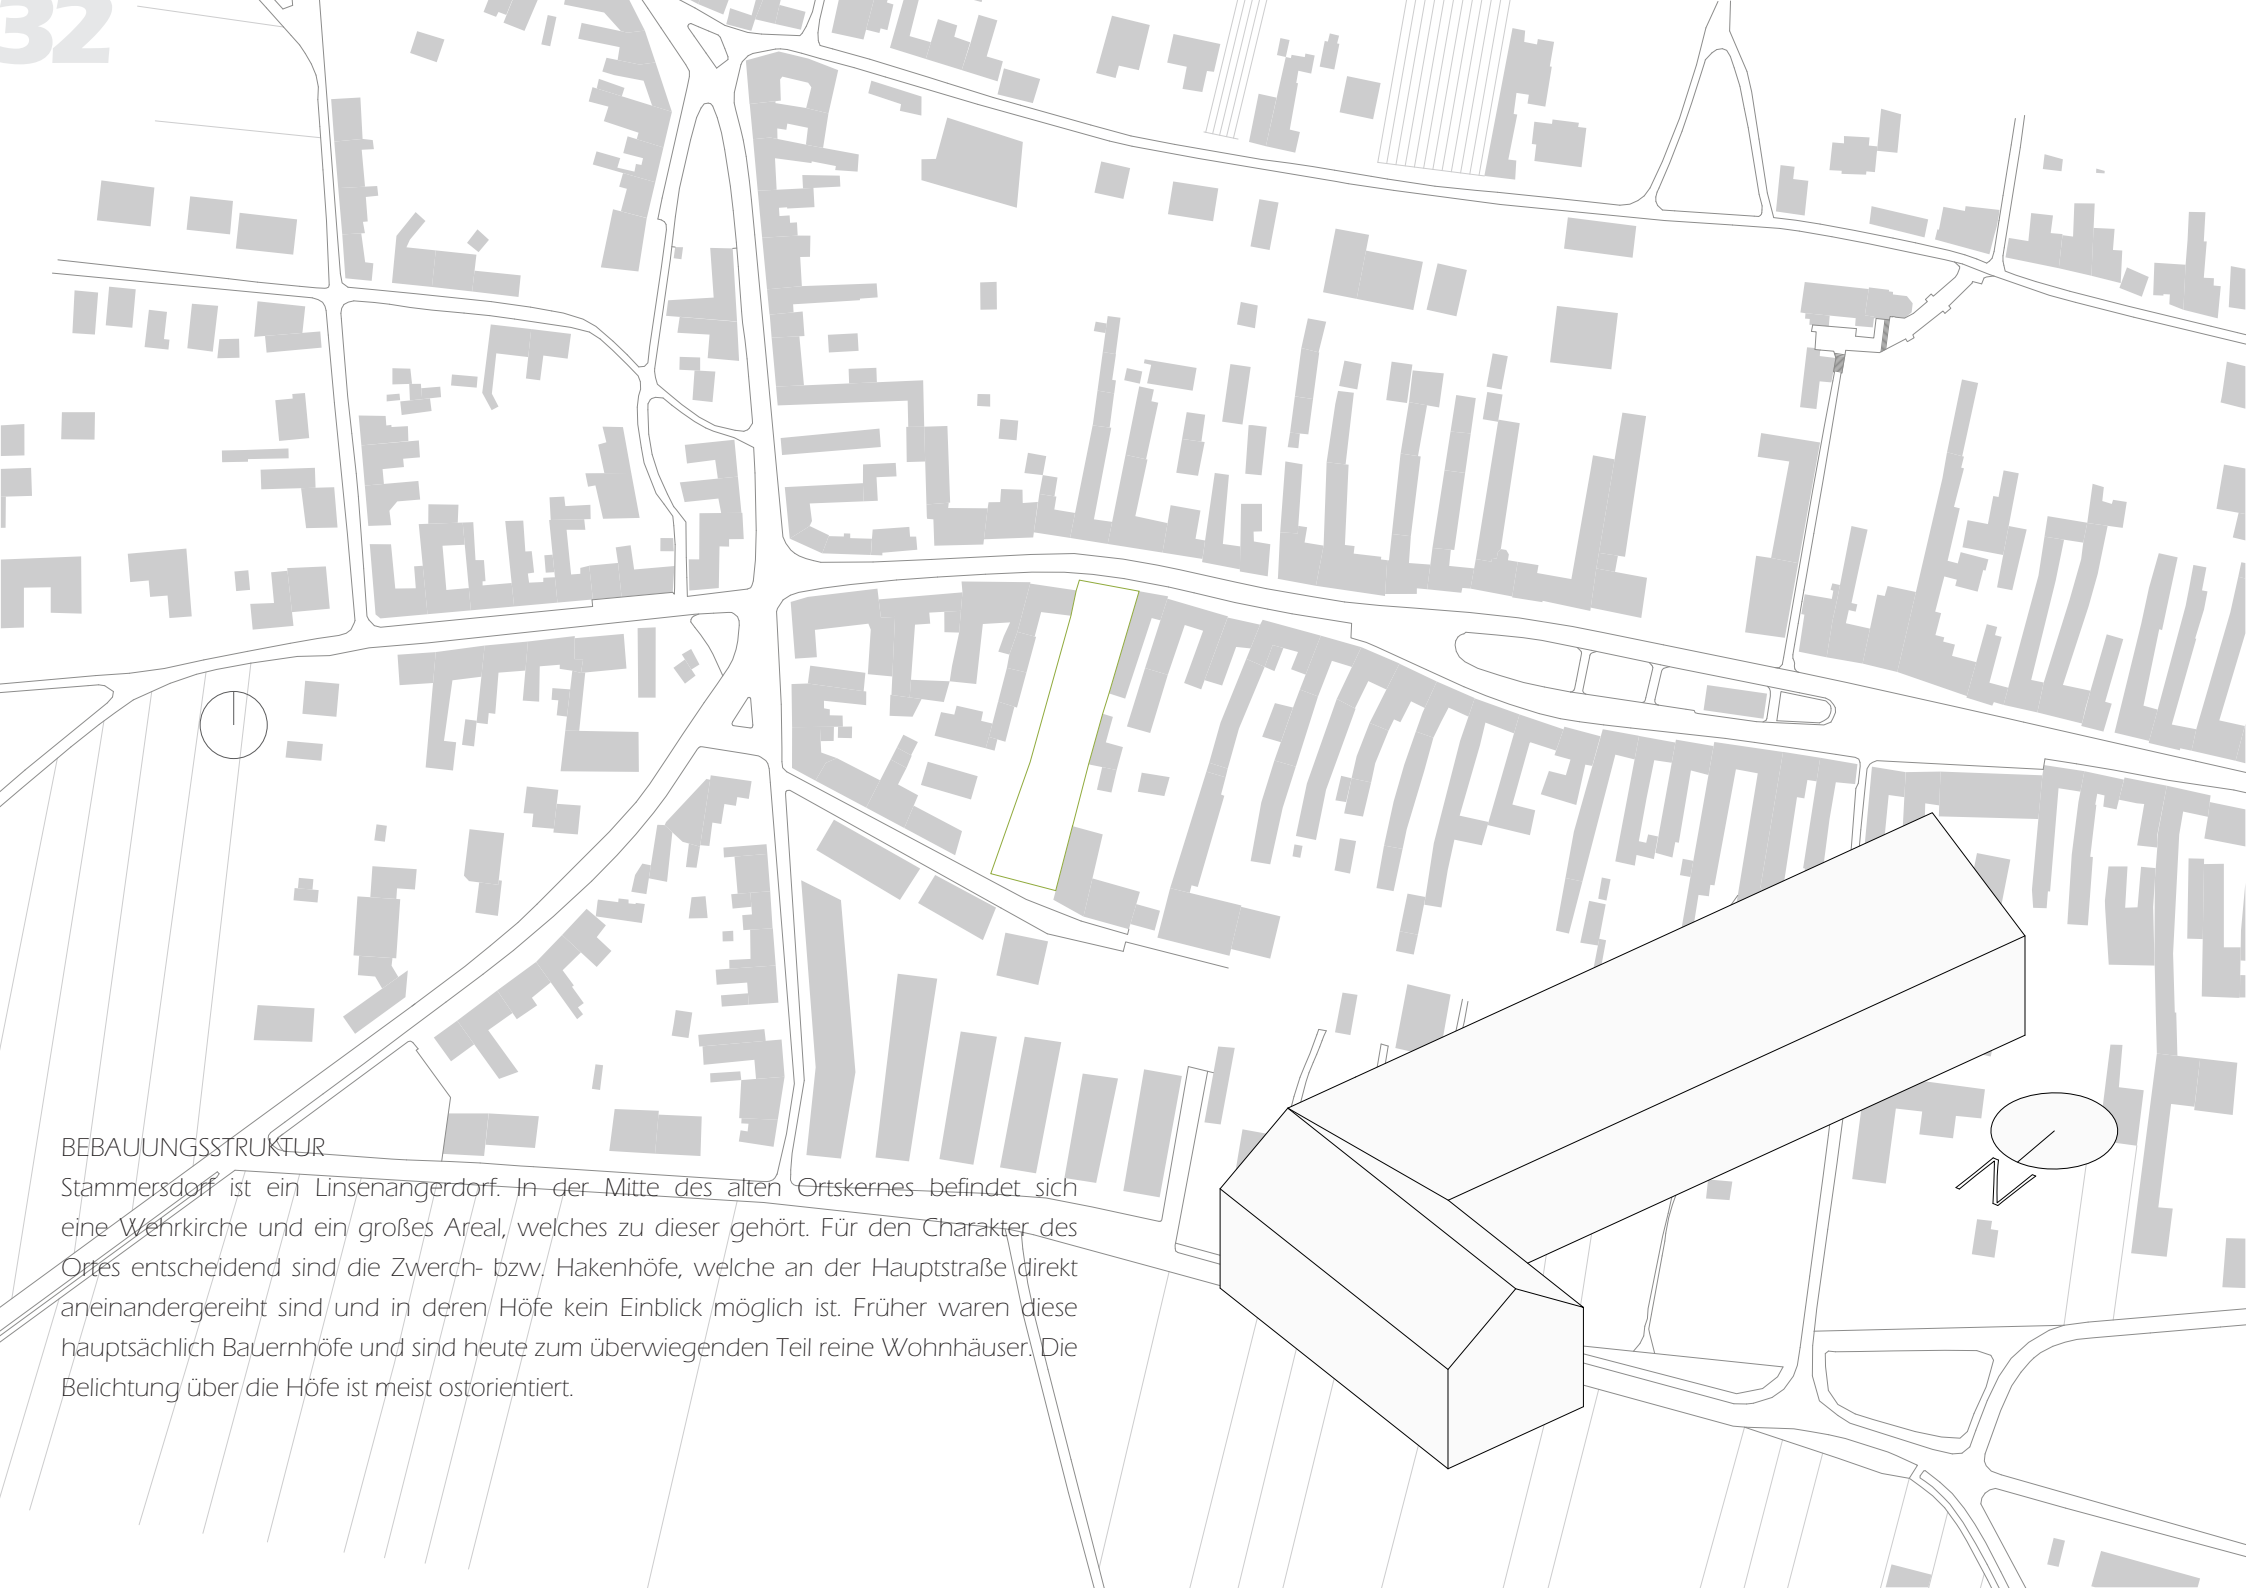 32
BEBAUUNGSSTRUKTUR
Stammersdorf ist ein Linsenangerdorf. In der Mitte des alten Ortskernes befindet sich
eine Wehrkirche und ein großes Areal, welches zu dieser gehört. Für den Charakter des
Ortes entscheidend sind die Zwerch- bzw. Hakenhöfe, welche an der Hauptstraße direkt
aneinandergereiht sind und in deren Höfe kein Einblick möglich ist. Früher waren diese
hauptsächlich Bauernhöfe und sind heute zum überwiegenden Teil reine Wohnhäuser. Die
Belichtung über die Höfe ist meist ostorientiert.
N